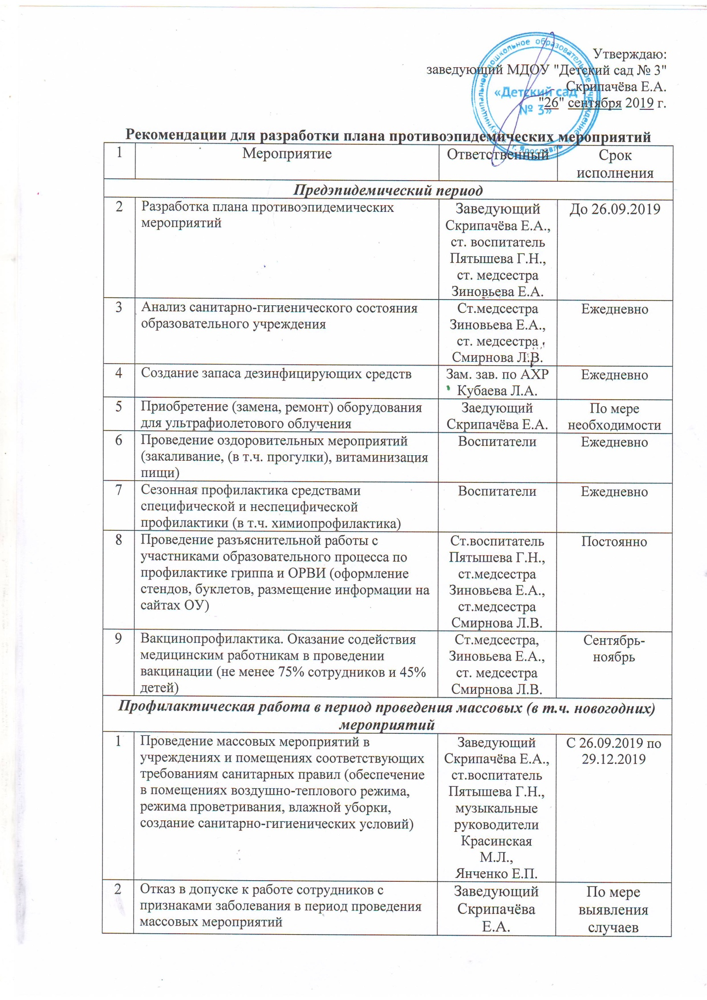 Утверждаю:
заведующий МДОУ "Детский сад № 3"
Скрипачёва Е.А.
"26" сентября 2019 г.
муниципальное дошкольное образовательное учреждение
г. Ярославль
«Детский сад
№ 3»
Рекомендации для разработки плана противоэпидемических мероприятий
1 Мероприятие Ответственный Срок
исполнения
Предэпидемический период
2 Разработка плана противоэпидемических
мероприятий
Заведующий
Скрипачёва Е.А.,
ст. воспитатель
Пятышева Г.Н.,
ст. медсестра
Зиновьева Е.А.
До 26.09.2019
3 Анализ санитарно-гигиенического состояния
образовательного учреждения
Ст.медсестра
Зиновьева Е.А.,
ст. медсестра
Смирнова Л.В.
Ежедневно
4 Создание запаса дезинфицирующих средств
Зам. зав. по АХР
Кубаева Л.А.
Ежедневно
5 Приобретение (замена, ремонт) оборудования
для ультрафиолетового облучения
Заедующий
Скрипачёва Е.А.
По мере
необходимости
6 Проведение оздоровительных мероприятий
(закаливание, (в т.ч. прогулки), витаминизация
пищи)
Воспитатели
Ежедневно
7 Сезонная профилактика средствами
специфической и неспецифической
профилактики (в т.ч. химиопрофилактика)
Воспитатели
Ежедневно
8 Проведение разъяснительной работы с
участниками образовательного процесса по
профилактике гриппа и ОРВИ (оформление
стендов, буклетов, размещение информации на
сайтах ОУ)
Ст.воспитатель
Пятышева Г.Н.,
ст.медсестра
Зиновьева Е.А.,
ст.медсестра
Смирнова Л.В.
Постоянно
9 Вакцинопрофилактика. Оказание содействия
медицинским работникам в проведении
вакцинации (не менее 75% сотрудников и 45%
детей)
Ст.медсестра,
Зиновьева Е.А.,
ст. медсестра
Смирнова Л.В.
Сентябрь-
ноябрь
Профилактическая работа в период проведения массовых (в т.ч. новогодних)
мероприятий
1 Проведение массовых мероприятий в
учреждениях и помещениях соответствующих
требованиям санитарных правил (обеспечение
в помещениях воздушно-теплового режима,
режима проветривания, влажной уборки,
создание санитарно-гигиенических условий)
Заведующий
Скрипачёва Е.А.,
ст.воспитатель
Пятышева Г.Н.,
музыкальные
руководители
Красинская
М.Л.,
Янченко Е.П.
С 26.09.2019 по
29.12.2019
2 Отказ в допуске к работе сотрудников с
признаками заболевания в период проведения
массовых мероприятий
Заведующий
Скрипачёва
Е.А.
По мере
выявления
случаев